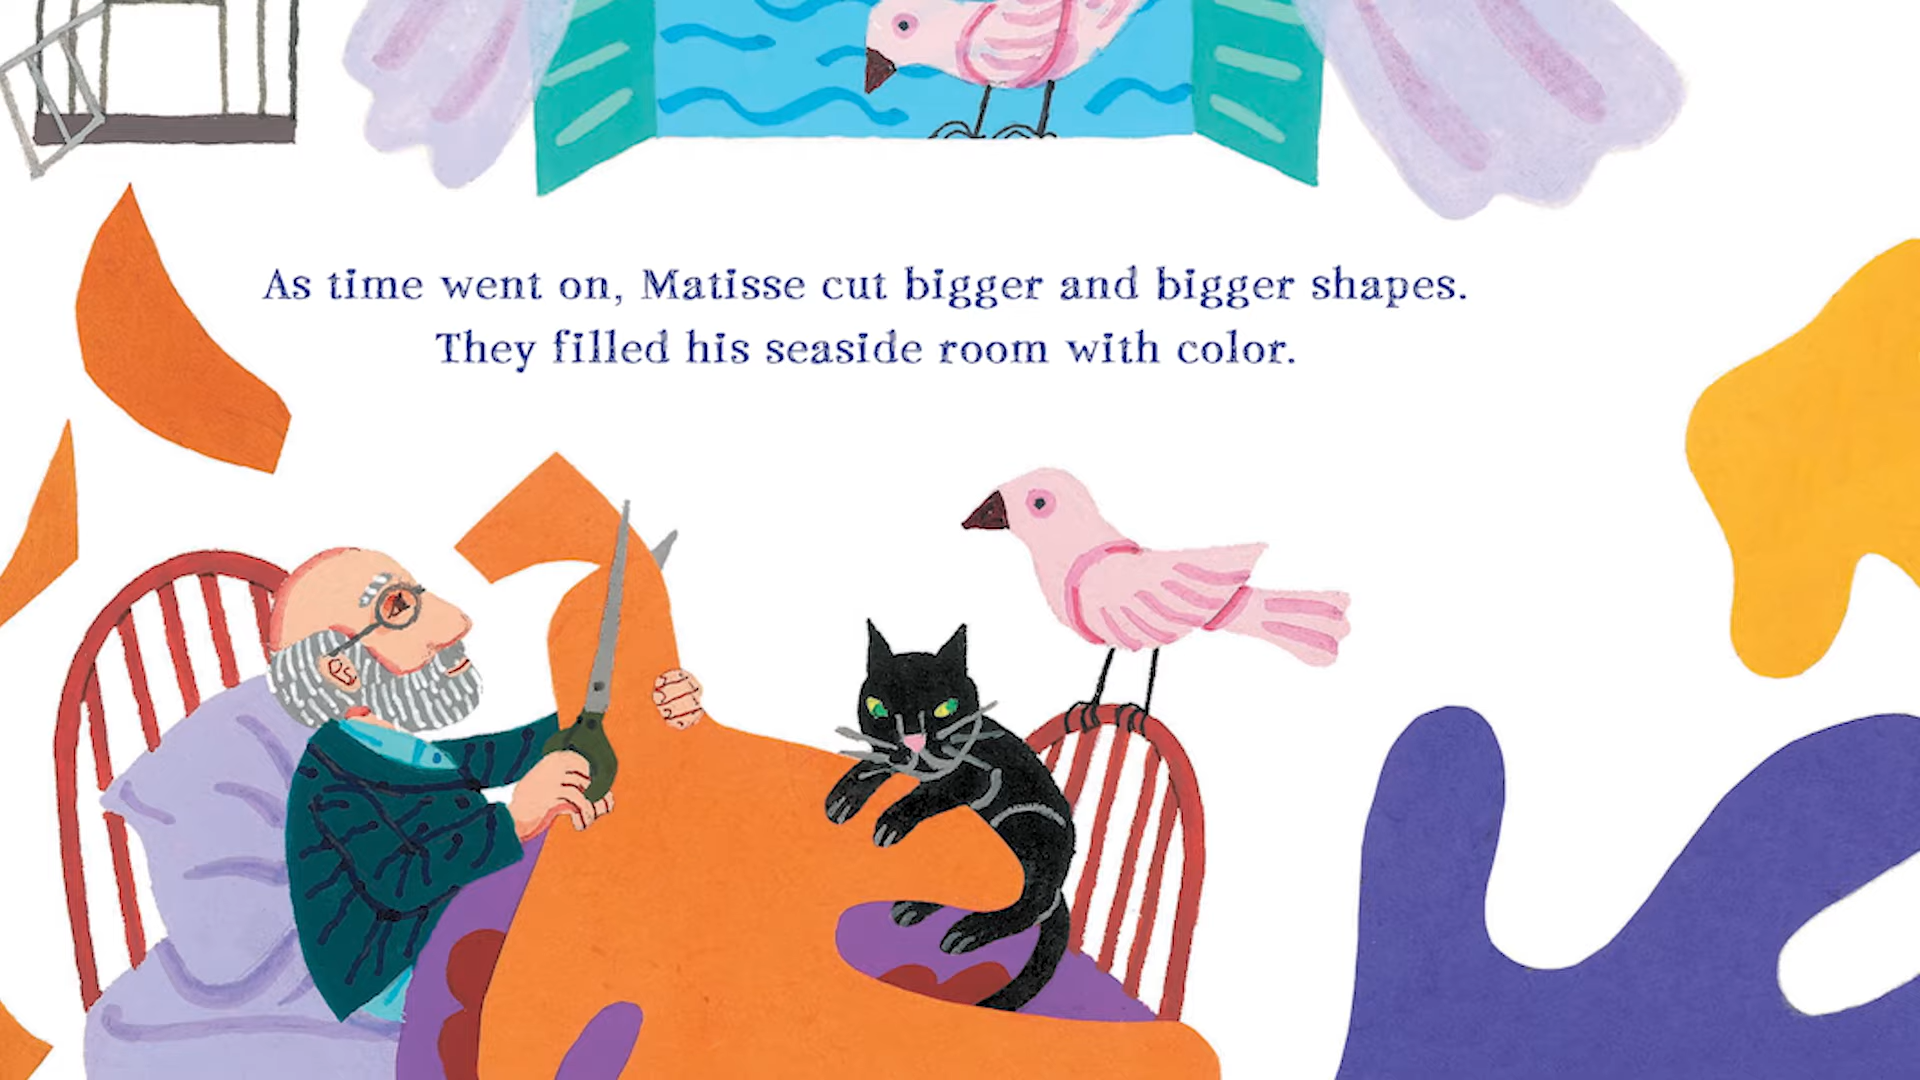 As time went on, Matisse cut bigger and bigger shapes.
They filled his seaside room with color.